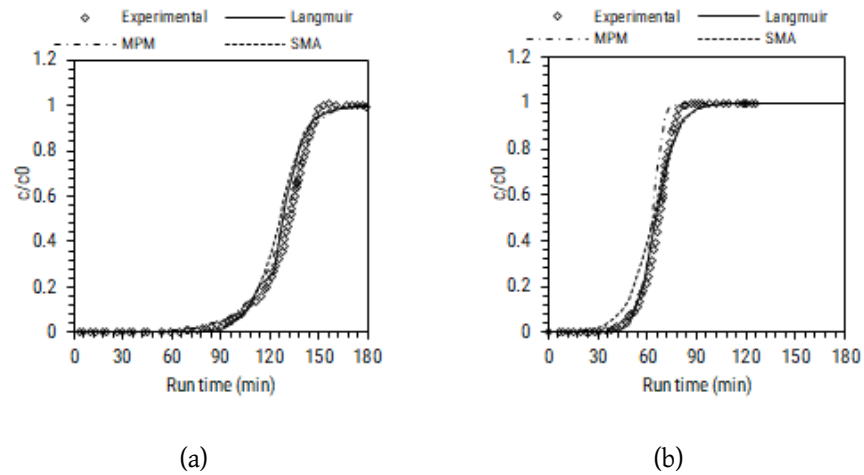 Experimental Langmuir
MPM SMA
1.2
1
0.8
0.6
0.4
0.2
0
c/c0
0 30 60 90 120 150 180
Run time (min)
(a)
Experimental Langmuir
MPM SMA
1.2
1
0.8
0.6
0.4
0.2
0
c/c0
0 30 60 90 120 150 180
Run time (min)
(b)